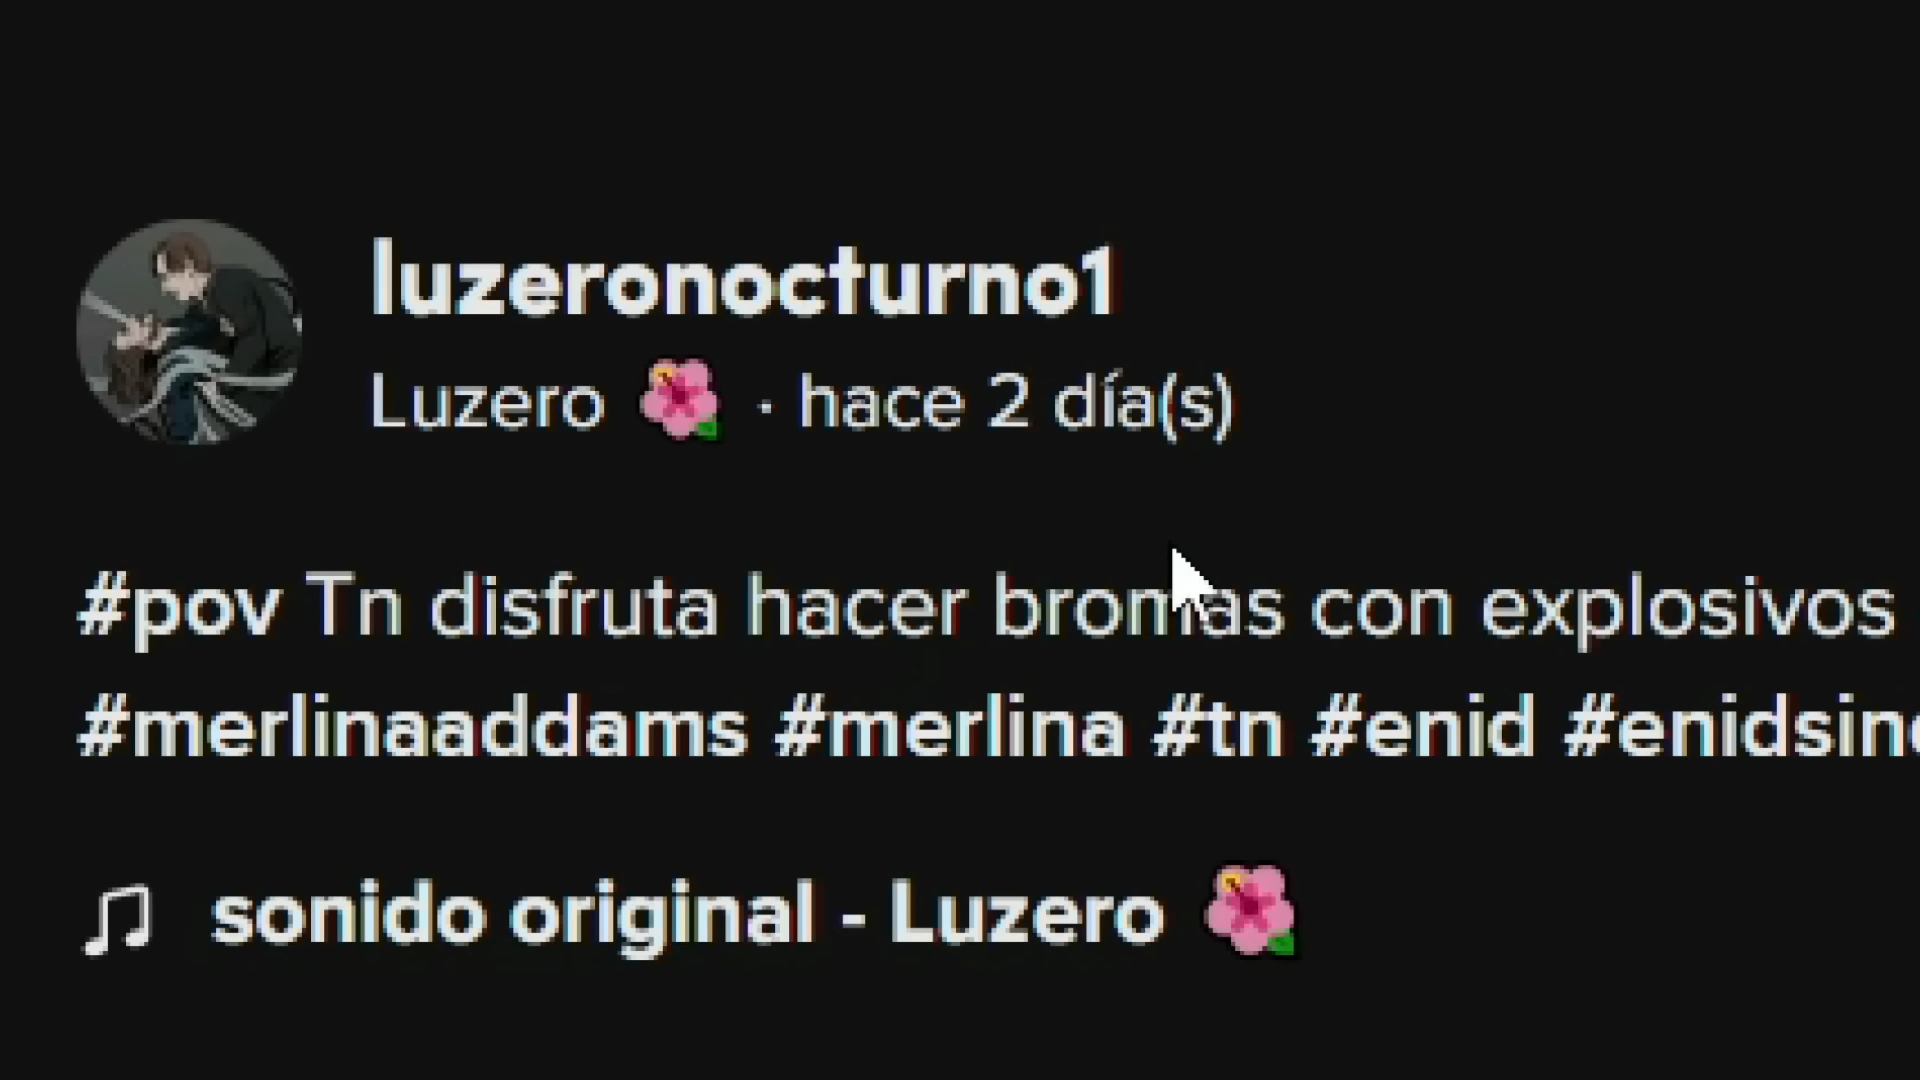 luzeronocturno1
Luzero 🌺 · hace 2 día(s)
#pov Tn disfruta hacer bromas con explosivos
#merlinaaddams #merlina #tn #enid
♫ sonido original - Luzero 🌺